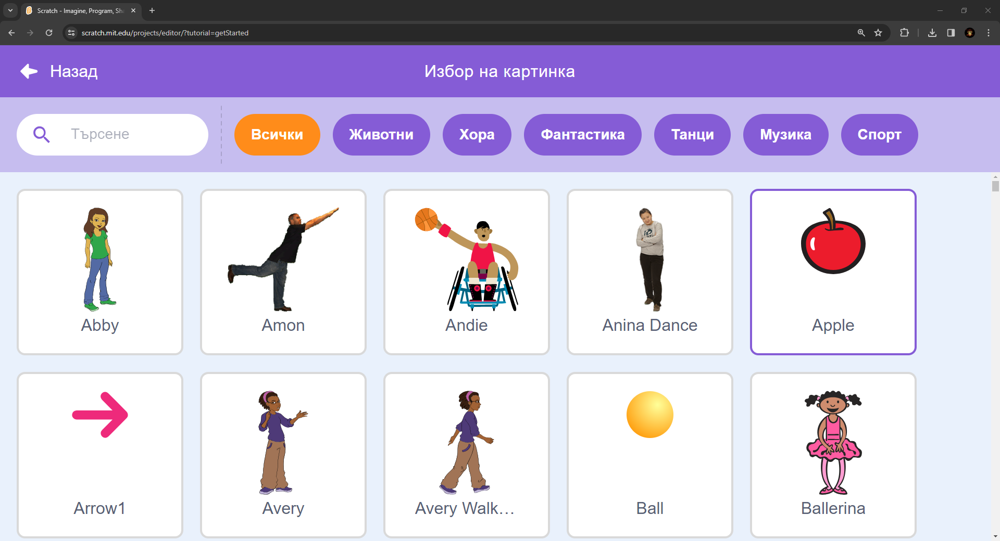 Scratch - Imagine, Program, Sha
scratch.mit.edu/projects/editor/?tutorial=getStarted
Назад
Избор на картинка
Търсене
Всички
Животни
Хора
Фантастика
Танци
Музика
Спорт
Abby
Amon
Andie
Anina Dance
Apple
Arrow1
Avery
Avery Walk...
Ball
Ballerina